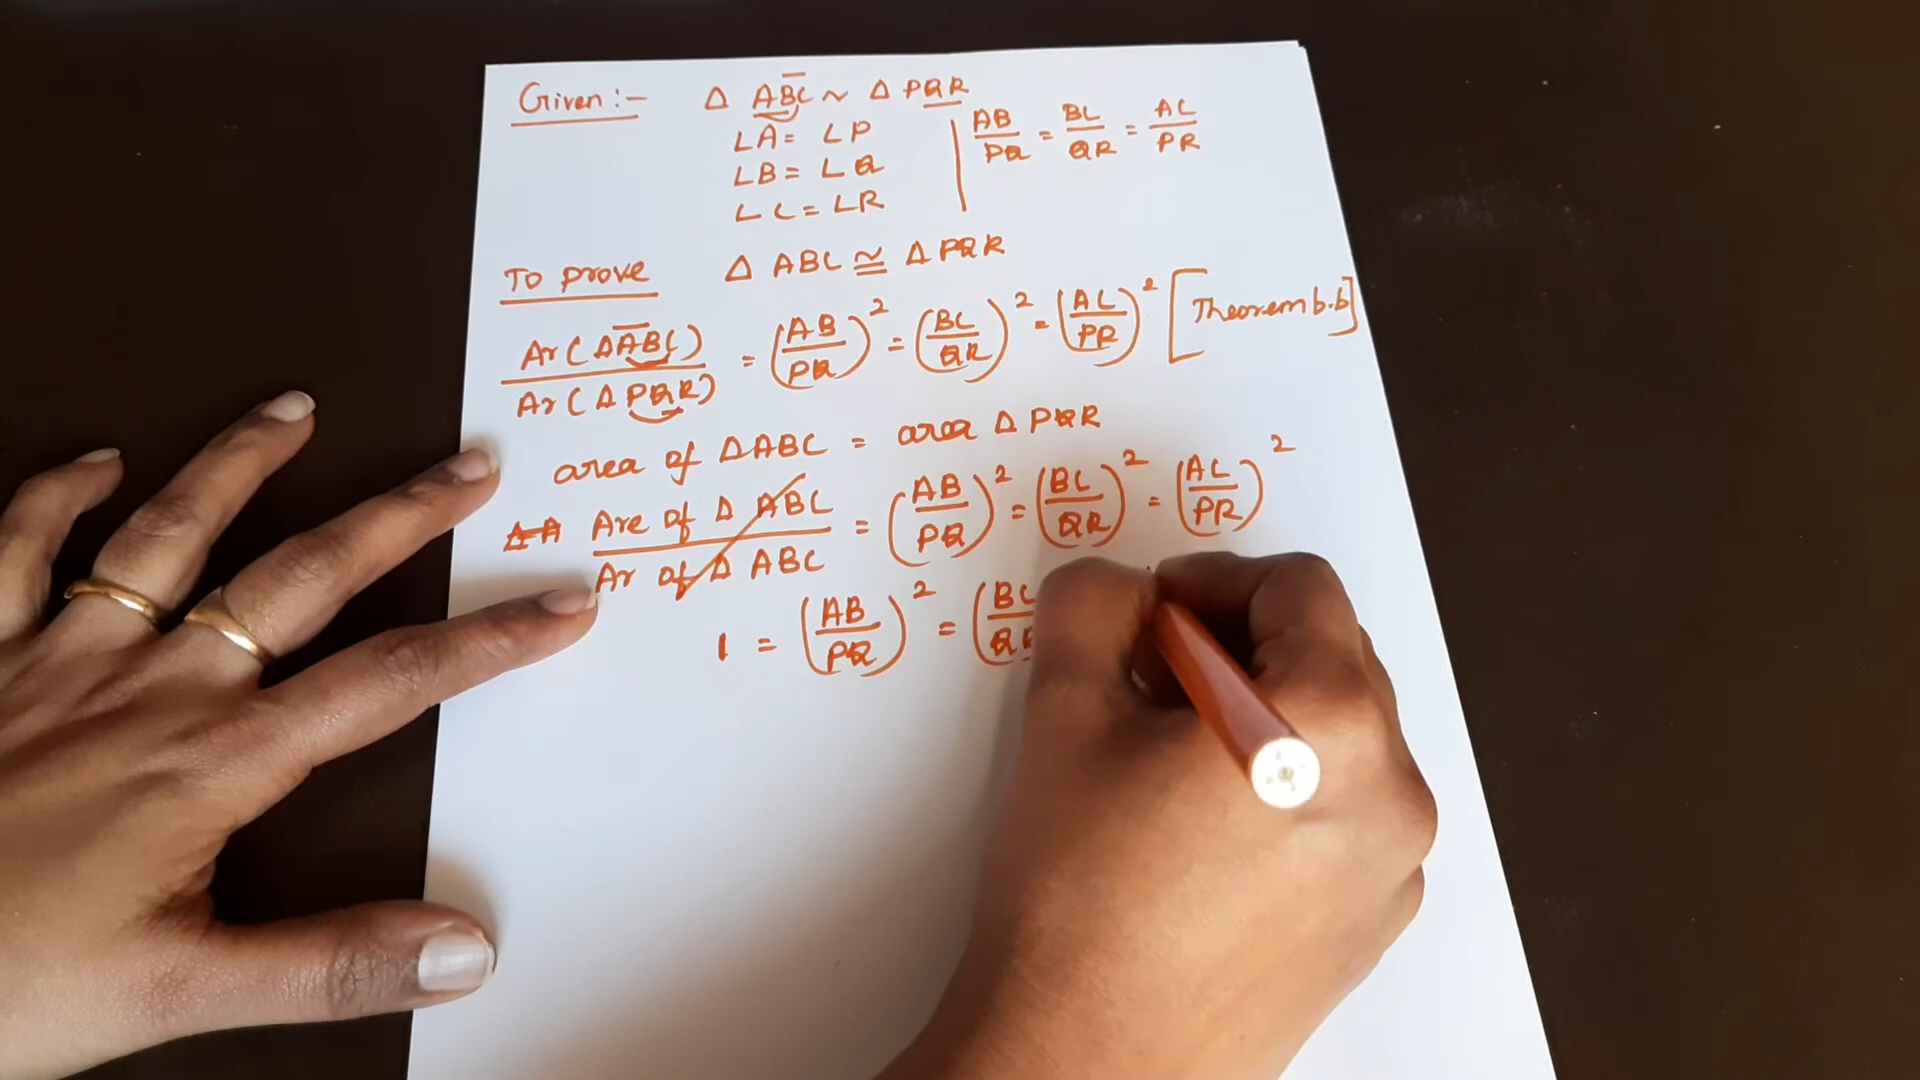 Given :- Δ ABC ~ Δ PQR
∠A = ∠P
∠B = ∠Q
∠C = ∠R
AB/PQ = BC/QR = AC/PR
To prove Δ ABC ≅ Δ PQR
Ar(ΔABC)/Ar(ΔPQR) = (AB/PQ)² = (BC/QR)² = (AC/PR)² [Theorem 6.6]
area of ΔABC = area Δ PQR
Are of Δ ABC/Ar of Δ ABC = (AB/PQ)² = (BC/QR)² = (AC/PR)²
1 = (AB/PQ)² = (BC/QR